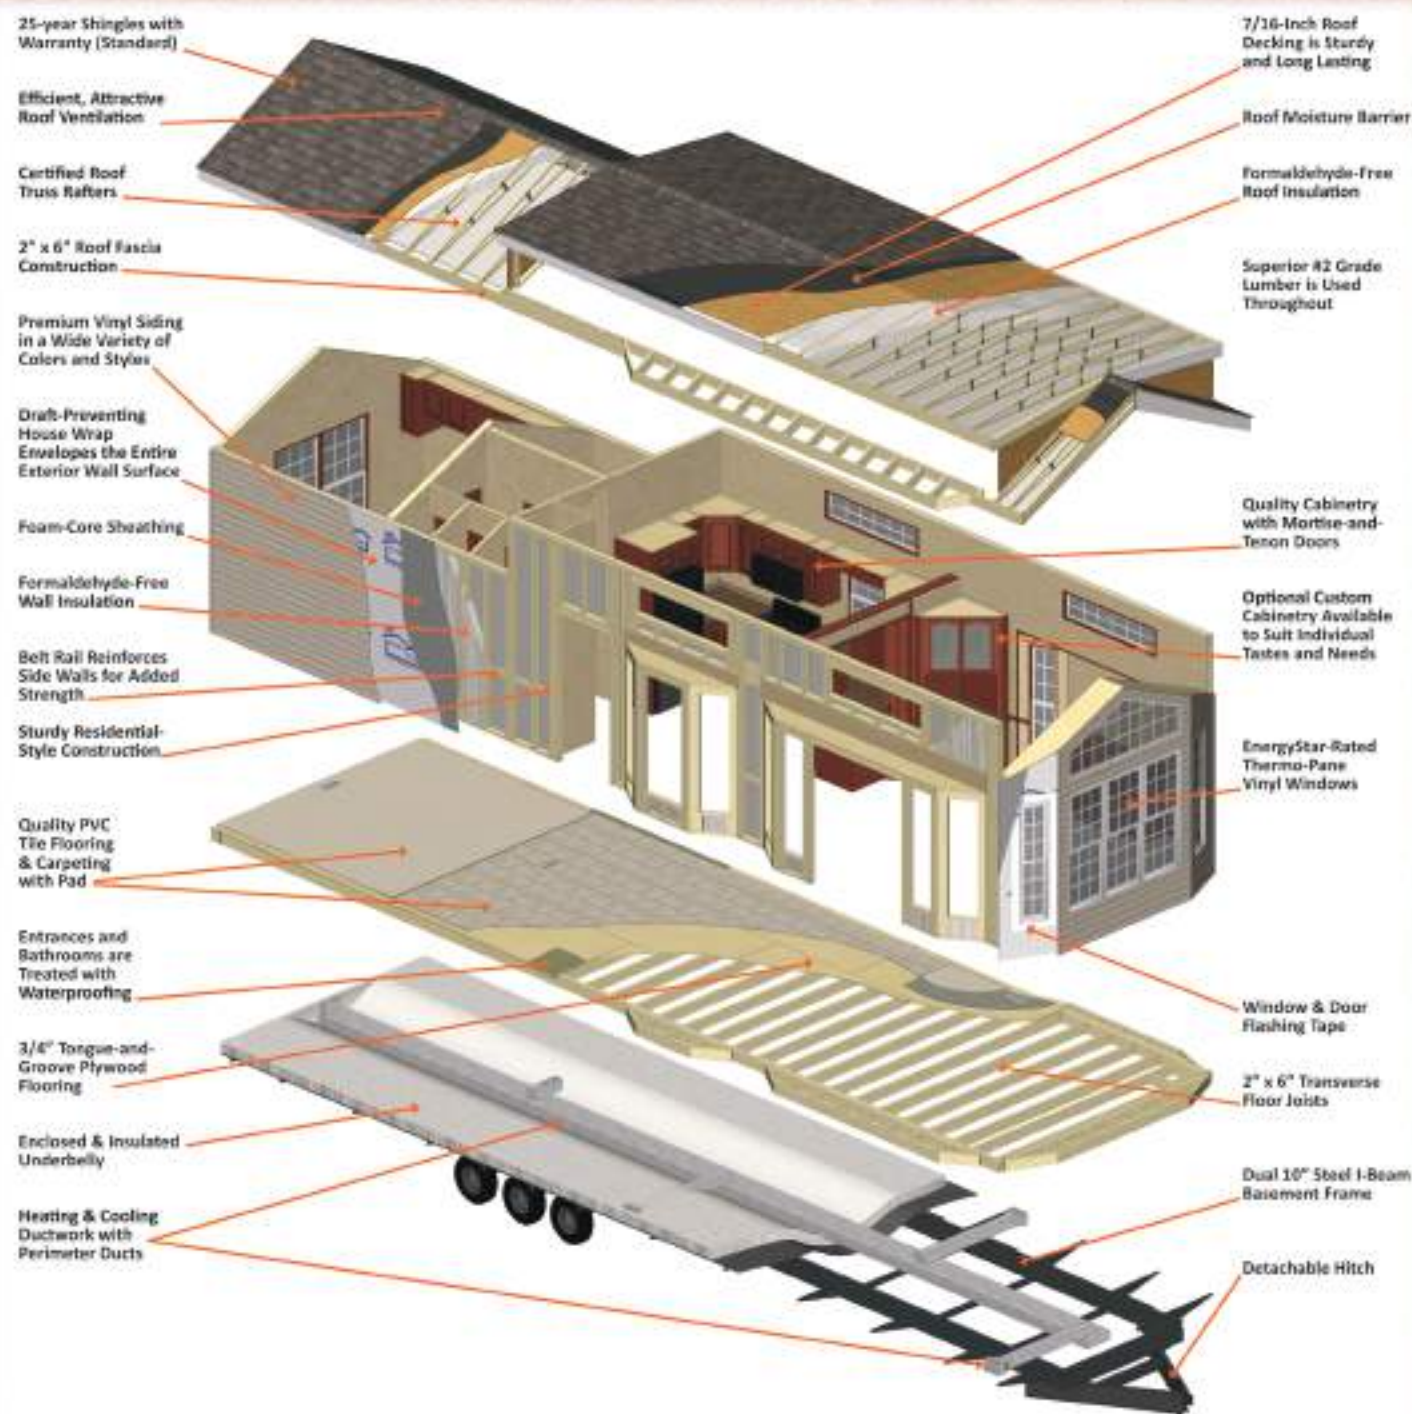 25-year Shingles with
Warranty (Standard)
Efficient, Attractive
Roof Ventilation
Certified Roof
Truss Rafters
2" x 6" Roof Fascia
Construction
Premium Vinyl Siding
in a Wide Variety of
Colors and Styles
Draft-Preventing
House Wrap
Envelopes the Entire
Exterior Wall Surface
Foam-Core Sheathing
Formaldehyde-Free
Wall Insulation
Belt Rail Reinforces
Side Walls for Added
Strength
Sturdy Residential-
Style Construction
Quality PVC
Tile Flooring
& Carpeting
with Pad
Entrances and
Bathrooms are
Treated with
Waterproofing
3/4" Tongue-and-
Groove Plywood
Flooring
Enclosed & Insulated
Underbelly
Heating & Cooling
Ductwork with
Perimeter Ducts
7/16-Inch Roof
Decking is Sturdy
and Long Lasting
Roof Moisture Barrier
Formaldehyde-Free
Roof Insulation
Superior #2 Grade
Lumber is Used
Throughout
Quality Cabinetry
with Mortise-and-
Tenon Doors
Optional Custom
Cabinetry Available
to Suit Individual
Tastes and Needs
EnergyStar-Rated
Thermo-Pane
Vinyl Windows
Window & Door
Flashing Tape
2" x 6" Transverse
Floor Joists
Dual 10" Steel I-Beam
Basement Frame
Detachable Hitch